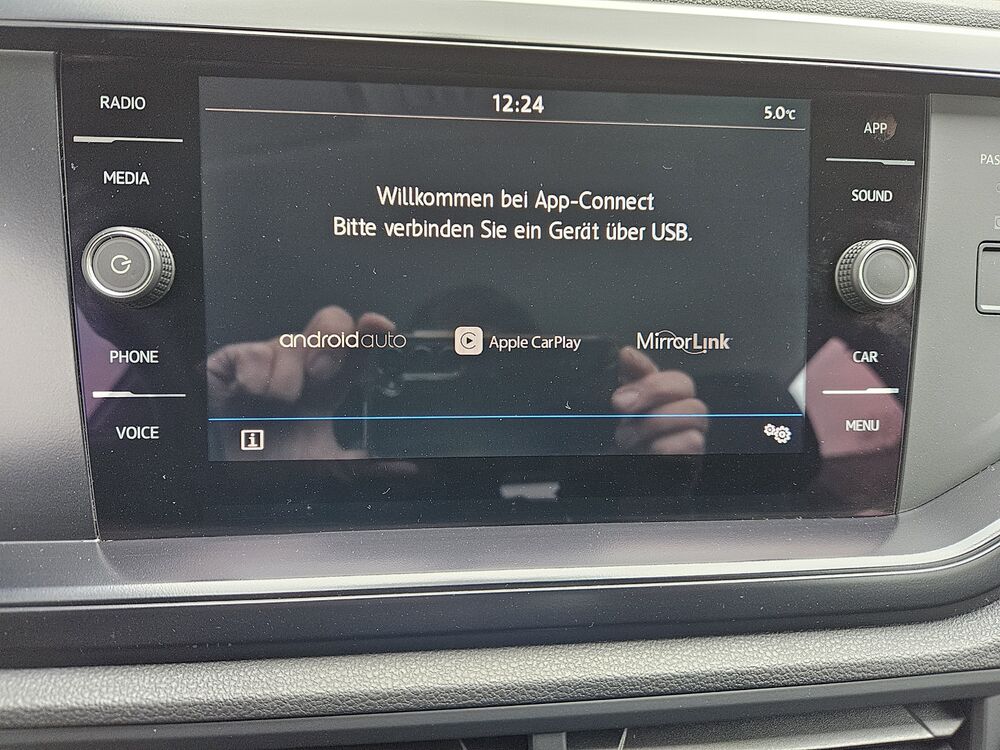 RADIO
MEDIA
PHONE
VOICE
12:24
5.0°C
Willkommen bei App-Connect
Bitte verbinden Sie ein Gerät über USB.
androidauto
Apple CarPlay
MirrorLink
i
APP
SOUND
CAR
MENU
PAS